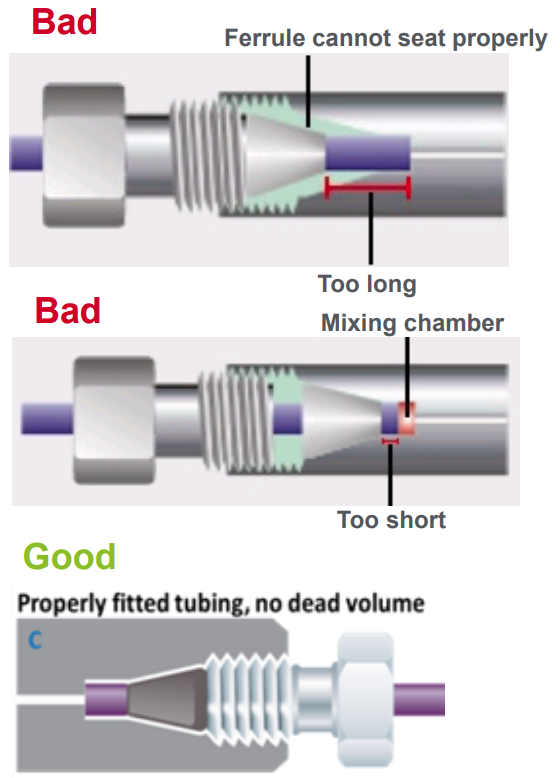 Bad
Ferrule cannot seat properly
Too long
Bad
Mixing chamber
Too short
Good
Properly fitted tubing, no dead volume
C